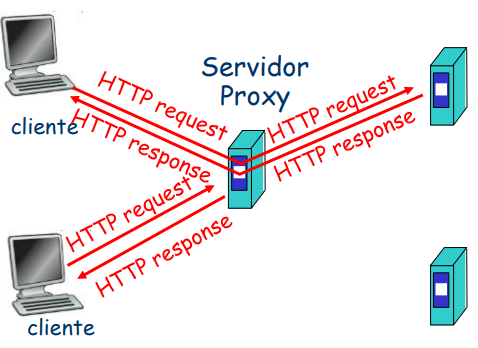 Servidor
Proxy
HTTP request
HTTP request
cliente
HTTP response
HTTP response
HTTP request
HTTP response
cliente